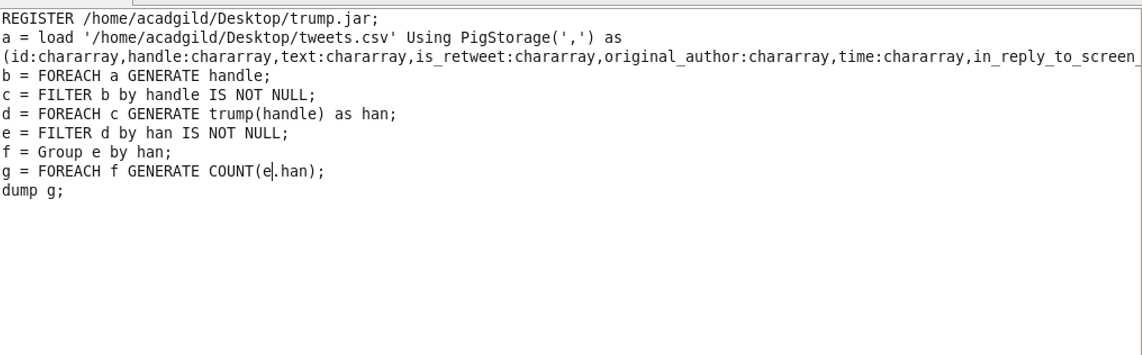 REGISTER /home/acadgild/Desktop/trump.jar;
a = load '/home/acadgild/Desktop/tweets.csv' Using PigStorage(',') as
(id:chararray,handle:chararray,text:chararray,is_retweet:chararray,original_author:chararray,time:chararray,in_reply_to_screen_
b = FOREACH a GENERATE handle;
c = FILTER b by handle IS NOT NULL;
d = FOREACH c GENERATE trump(handle) as han;
e = FILTER d by han IS NOT NULL;
f = Group e by han;
g = FOREACH f GENERATE COUNT(e.han);
dump g;